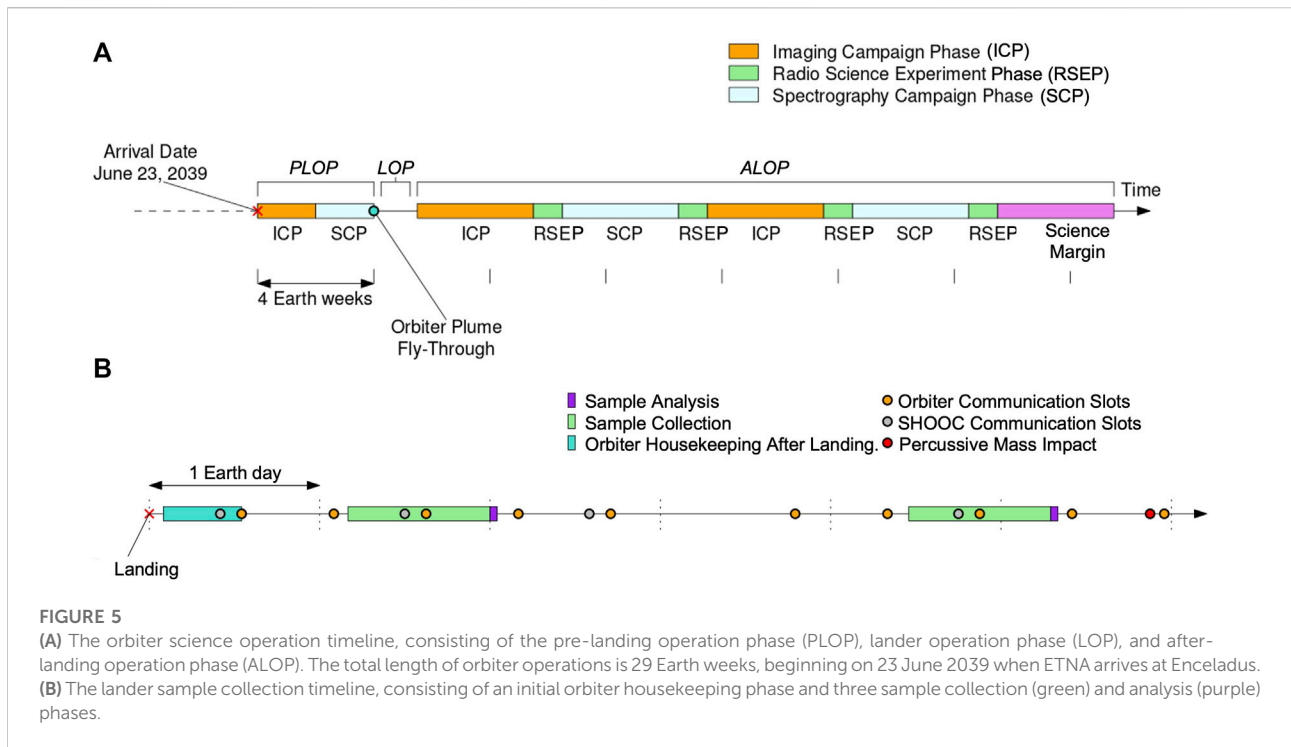 A
Imaging Campaign Phase (ICP)
Radio Science Experiment Phase (RSEP)
Spectrography Campaign Phase (SCP)
Arrival Date
June 23, 2039
PLOP
LOP
ALOP
Time
ICP
SCP
ICP
RSEP
SCP
RSEP
ICP
RSEP
SCP
RSEP
Science
Margin
4 Earth weeks
Orbiter Plume
Fly-Through
B
Sample Analysis
Sample Collection
Orbiter Housekeeping After Landing.
Orbiter Communication Slots
SHOOC Communication Slots
Percussive Mass Impact
1 Earth day
Landing
FIGURE 5
(A) The orbiter science operation timeline, consisting of the pre-landing operation phase (PLOP), lander operation phase (LOP), and after-
landing operation phase (ALOP). The total length of orbiter operations is 29 Earth weeks, beginning on 23 June 2039 when ETNA arrives at Enceladus.
(B) The lander sample collection timeline, consisting of an initial orbiter housekeeping phase and three sample collection (green) and analysis (purple)
phases.